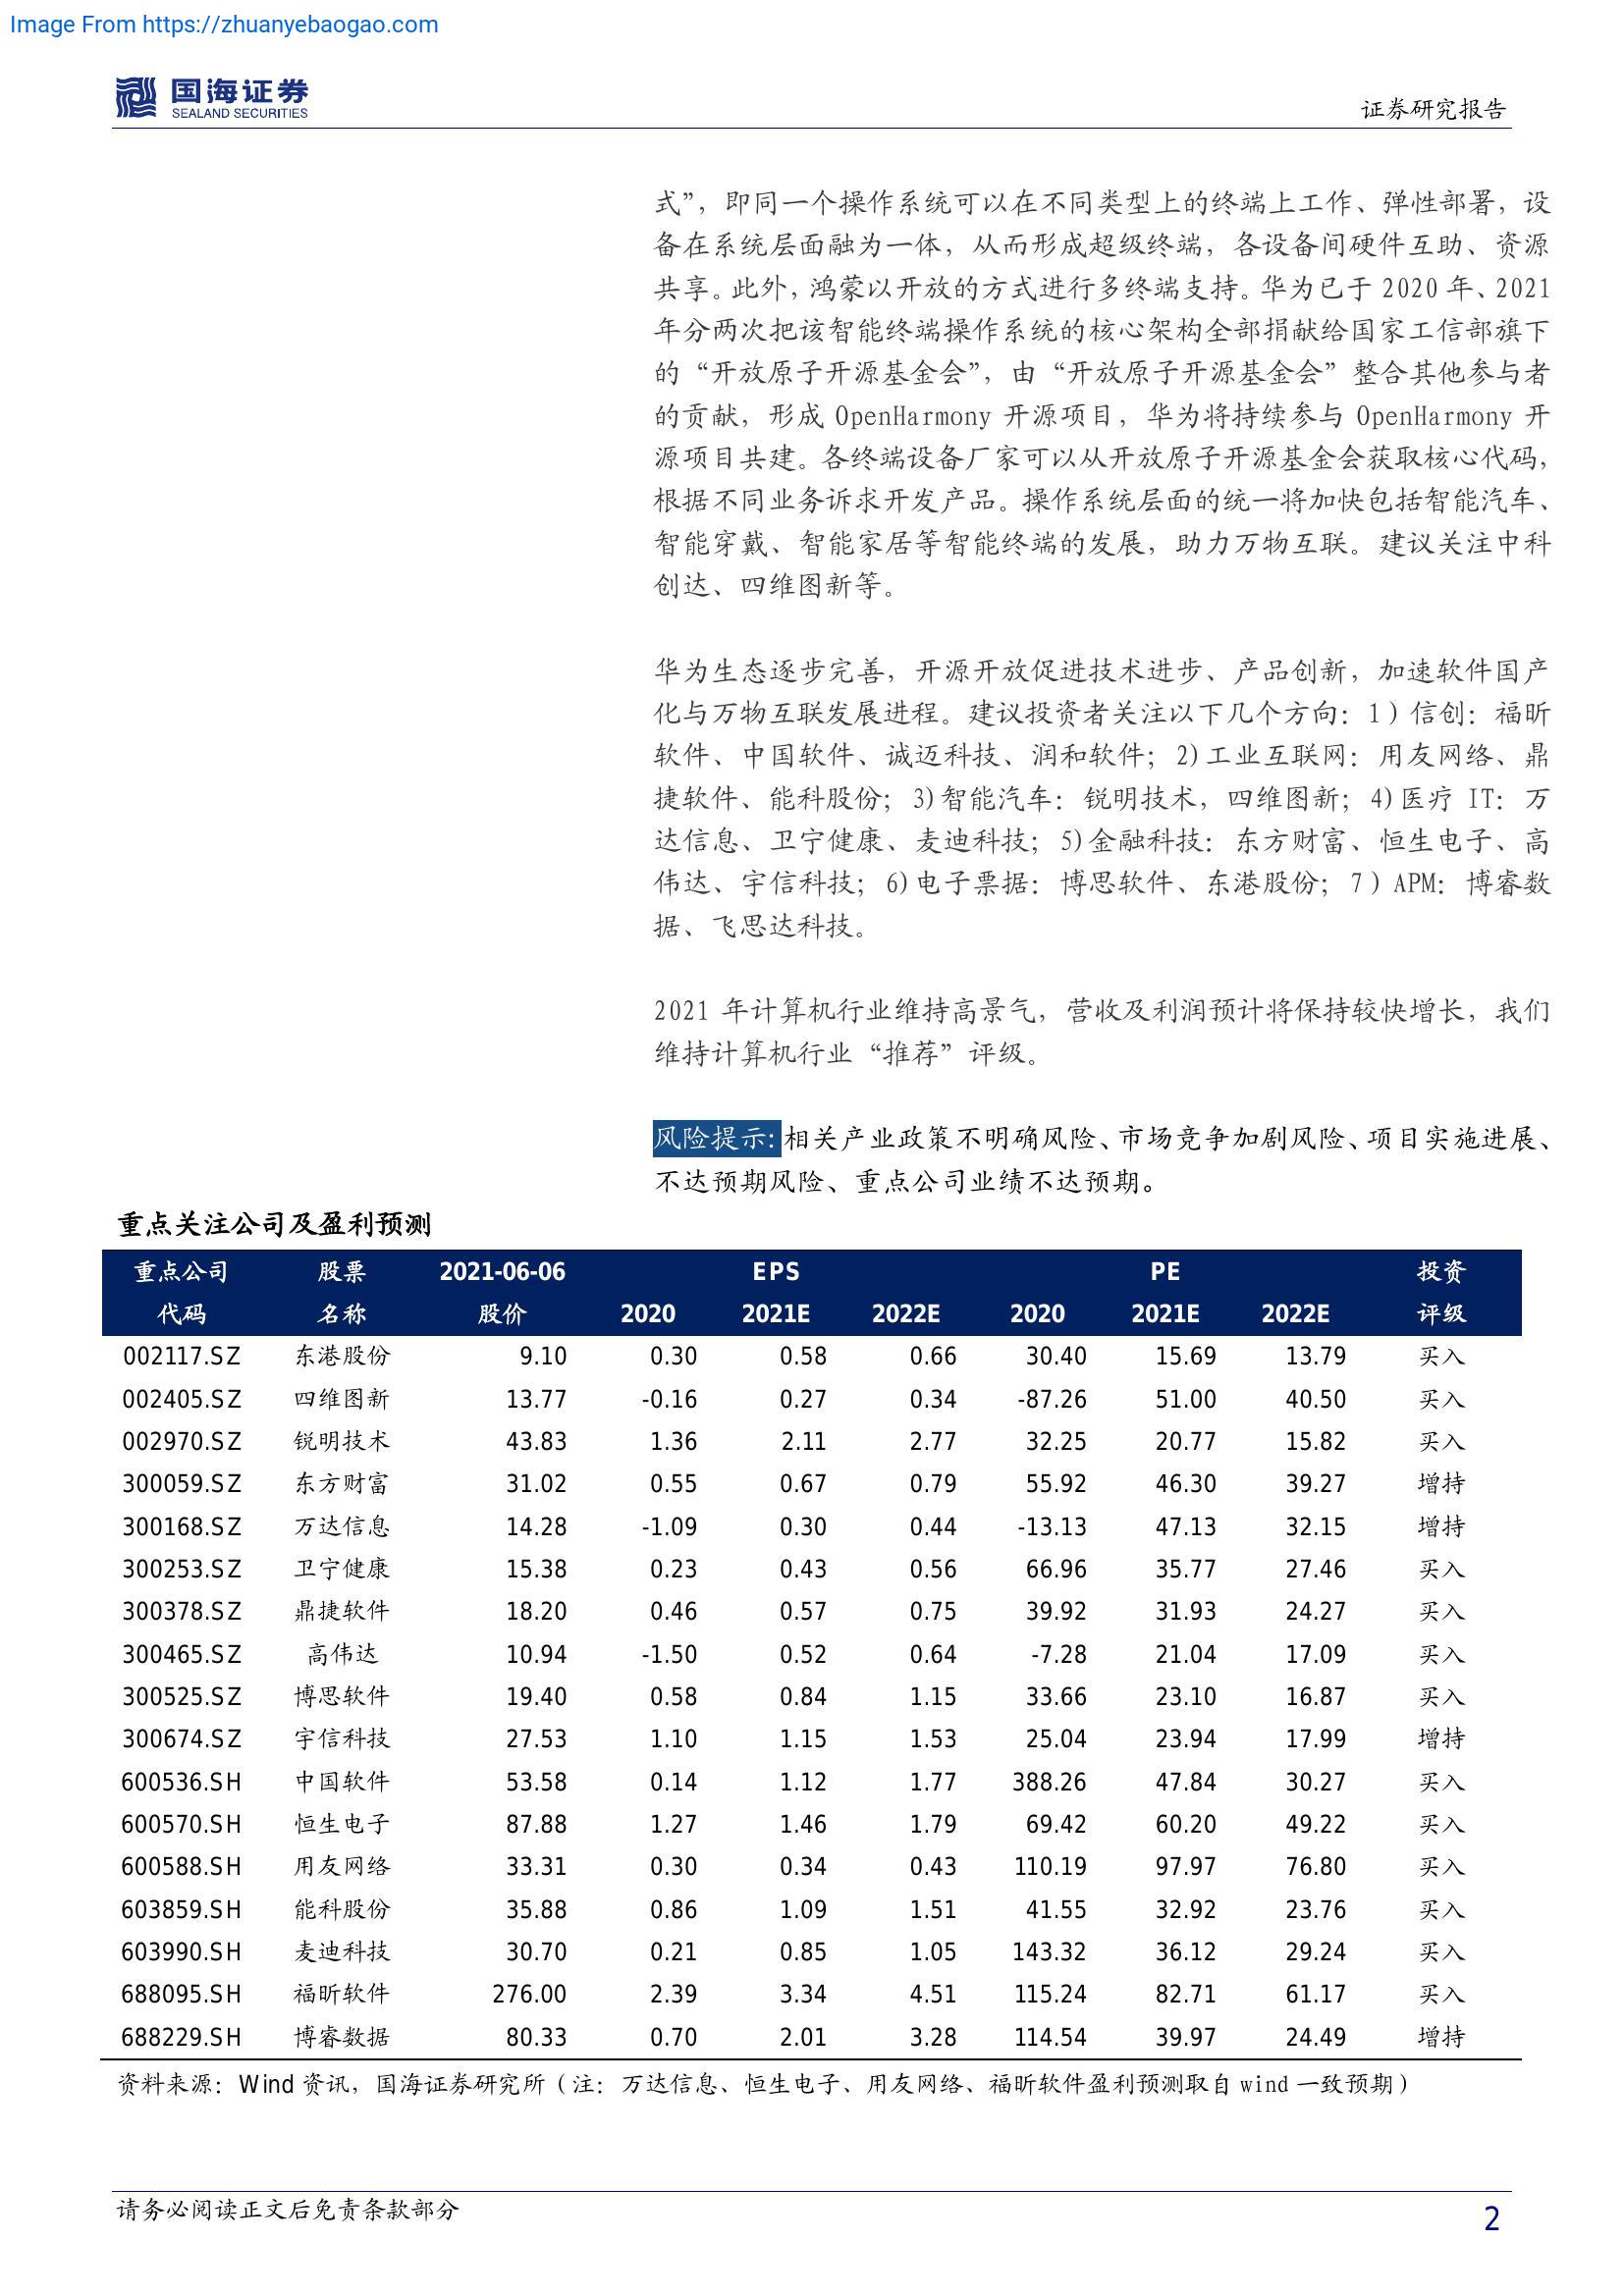 Image From https://zhuanyebaogao.com
国海证券
SEALAND SECURITIES
证券研究报告
式”，即同一个操作系统可以在不同类型上的终端上工作、弹性部署，设
备在系统层面融为一体，从而形成超级终端，各设备间硬件互助、资源
共享。此外，鸿蒙以开放的方式进行多终端支持。华为已于 2020 年、2021
年分两次把该智能终端操作系统的核心架构全部捐献给国家工信部旗下
的“开放原子开源基金会”，由“开放原子开源基金会”整合其他参与者
的贡献，形成 OpenHarmony 开源项目，华为将持续参与 OpenHarmony 开
源项目共建。各终端设备厂家可以从开放原子开源基金会获取核心代码，
根据不同业务诉求开发产品。操作系统层面的统一将加快包括智能汽车、
智能穿戴、智能家居等智能终端的发展，助力万物互联。建议关注中科
创达、四维图新等。
华为生态逐步完善，开源开放促进技术进步、产品创新，加速软件国产
化与万物互联发展进程。建议投资者关注以下几个方向：1）信创：福昕
软件、中国软件、诚迈科技、润和软件；2)工业互联网：用友网络、鼎
捷软件、能科股份；3)智能汽车：锐明技术，四维图新；4)医疗 IT：万
达信息、卫宁健康、麦迪科技；5)金融科技：东方财富、恒生电子、高
伟达、宇信科技；6)电子票据：博思软件、东港股份；7）APM：博睿数
据、飞思达科技。
2021 年计算机行业维持高景气，营收及利润预计将保持较快增长，我们
维持计算机行业“推荐”评级。
风险提示：相关产业政策不明确风险、市场竞争加剧风险、项目实施进展、
不达预期风险、重点公司业绩不达预期。
重点关注公司及盈利预测
重点公司 股票 2021-06-06 EPS PE 投资
代码 名称 股价 2020 2021E 2022E 2020 2021E 2022E 评级
002117.SZ 东港股份 9.10 0.30 0.58 0.66 30.40 15.69 13.79 买入
002405.SZ 四维图新 13.77 -0.16 0.27 0.34 -87.26 51.00 40.50 买入
002970.SZ 锐明技术 43.83 1.36 2.11 2.77 32.25 20.77 15.82 买入
300059.SZ 东方财富 31.02 0.55 0.67 0.79 55.92 46.30 39.27 增持
300168.SZ 万达信息 14.28 -1.09 0.30 0.44 -13.13 47.13 32.15 增持
300253.SZ 卫宁健康 15.38 0.23 0.43 0.56 66.96 35.77 27.46 买入
300378.SZ 鼎捷软件 18.20 0.46 0.57 0.75 39.92 31.93 24.27 买入
300465.SZ 高伟达 10.94 -1.50 0.52 0.64 -7.28 21.04 17.09 买入
300525.SZ 博思软件 19.40 0.58 0.84 1.15 33.66 23.10 16.87 买入
300674.SZ 宇信科技 27.53 1.10 1.15 1.53 25.04 23.94 17.99 增持
600536.SH 中国软件 53.58 0.14 1.12 1.77 388.26 47.84 30.27 买入
600570.SH 恒生电子 87.88 1.27 1.46 1.79 69.42 60.20 49.22 买入
600588.SH 用友网络 33.31 0.30 0.34 0.43 110.19 97.97 76.80 买入
603859.SH 能科股份 35.88 0.86 1.09 1.51 41.55 32.92 23.76 买入
603990.SH 麦迪科技 30.70 0.21 0.85 1.05 143.32 36.12 29.24 买入
688095.SH 福昕软件 276.00 2.39 3.34 4.51 115.24 82.71 61.17 买入
688229.SH 博睿数据 80.33 0.70 2.01 3.28 114.54 39.97 24.49 增持
资料来源：Wind 资讯，国海证券研究所（注：万达信息、恒生电子、用友网络、福昕软件盈利预测取自 wind 一致预期）
请务必阅读正文后免责条款部分
2